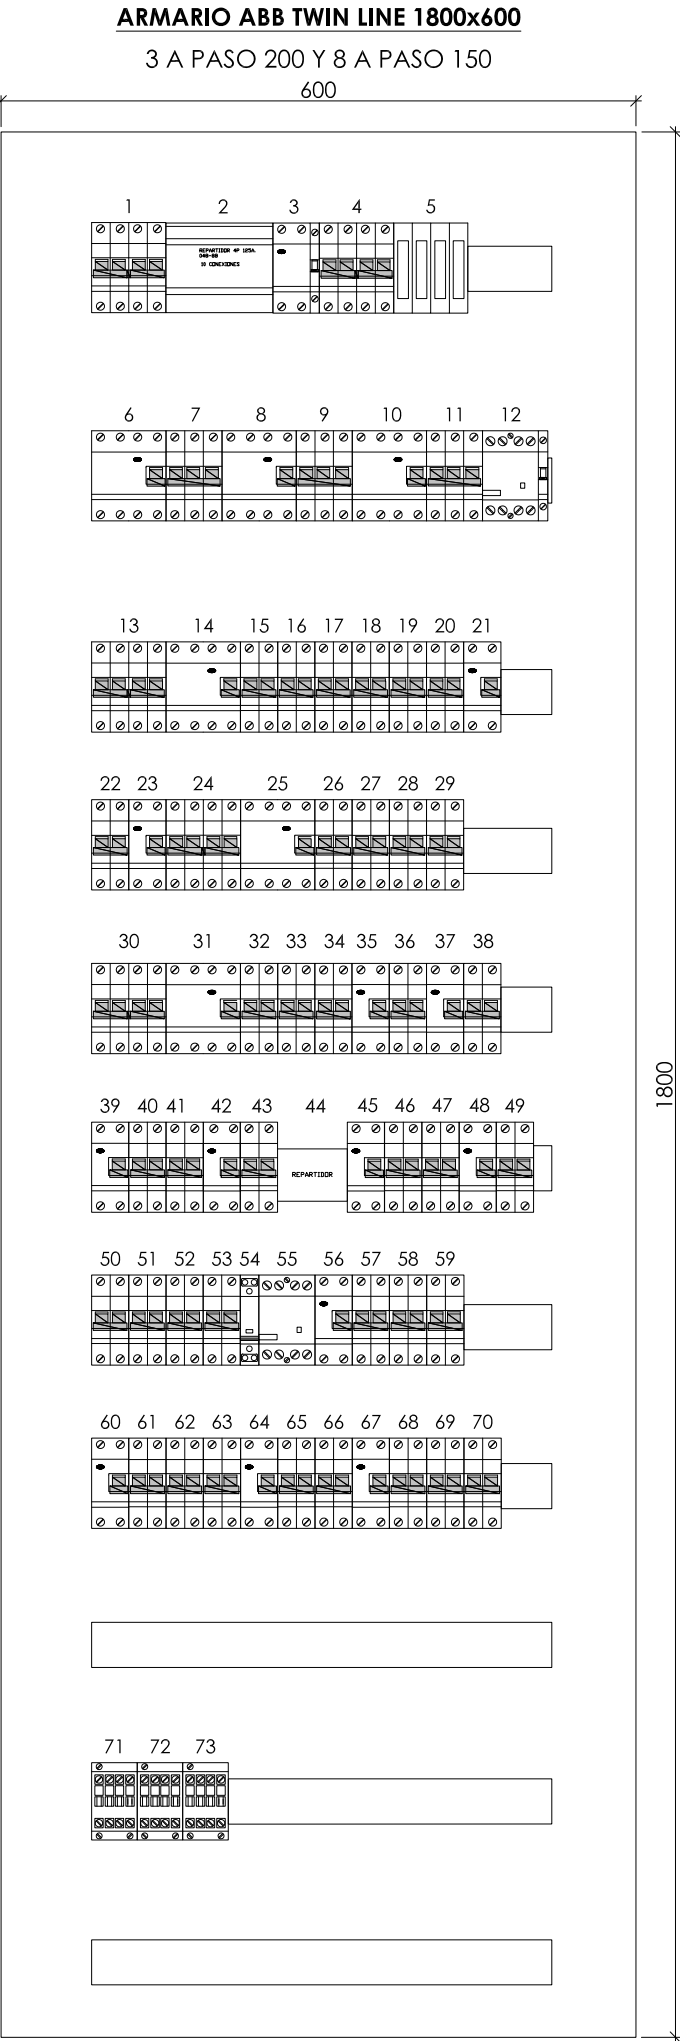 ARMARIO ABB TWIN LINE 1800x600
3 A PASO 200 Y 8 A PASO 150
600
1 2 3 4 5
REPARTIDOR 4P 125A.
048-88
10 CONEXIONES
6 7 8 9 10 11 12
13 14 15 16 17 18 19 20 21
22 23 24 25 26 27 28 29
30 31 32 33 34 35 36 37 38
1800
39 40 41 42 43 44 45 46 47 48 49
REPARTIDOR
50 51 52 53 54 55 56 57 58 59
60 61 62 63 64 65 66 67 68 69 70
71 72 73